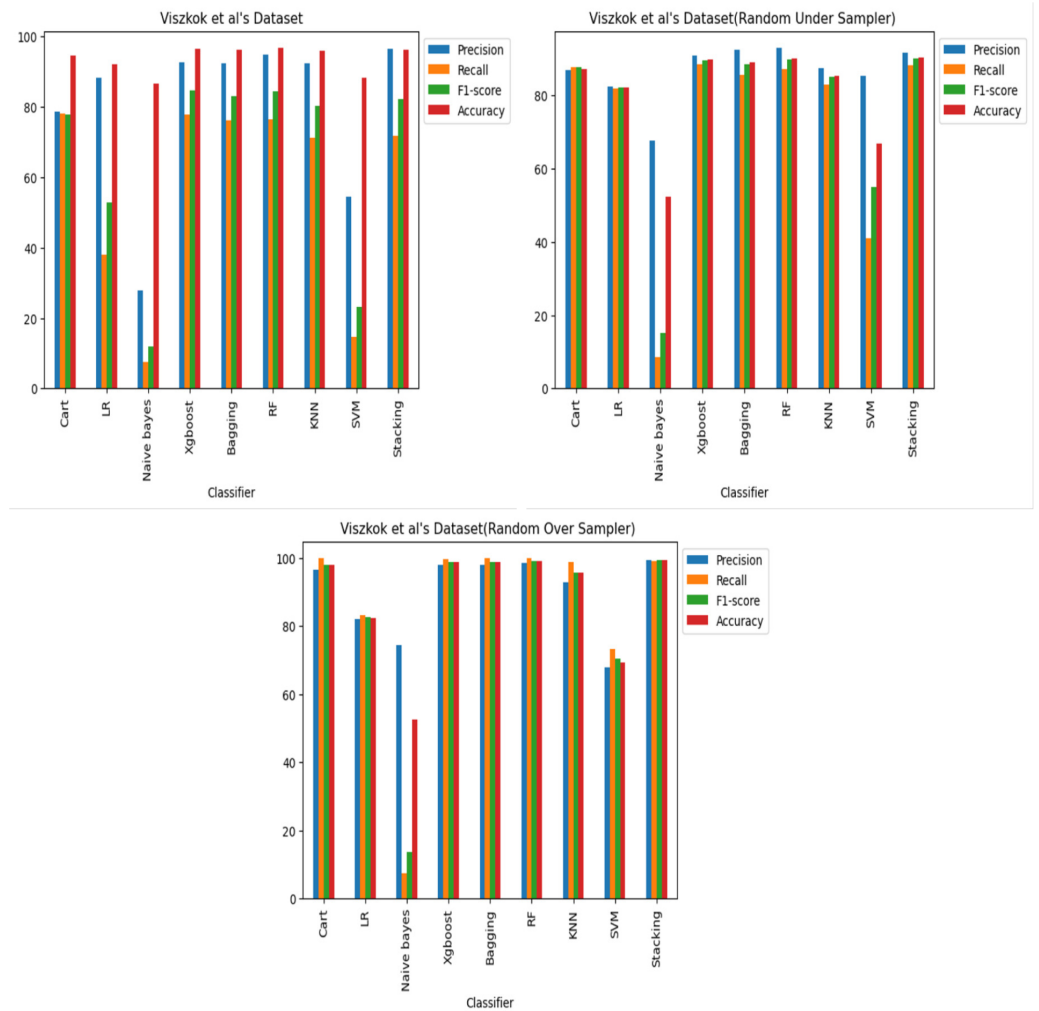 Viszkok et al's Dataset
100
80
60
40
20
0
Cart
LR
Naive bayes
Xgboost
Bagging
RF
KNN
SVM
Stacking
Classifier
Precision
Recall
F1-score
Accuracy
Viszkok et al's Dataset(Random Under Sampler)
80
60
40
20
0
Cart
LR
Naive bayes
Xgboost
Bagging
RF
KNN
SVM
Stacking
Classifier
Precision
Recall
F1-score
Accuracy
Viszkok et al's Dataset(Random Over Sampler)
100
80
60
40
20
0
Cart
LR
Naive bayes
Xgboost
Bagging
RF
KNN
SVM
Stacking
Classifier
Precision
Recall
F1-score
Accuracy